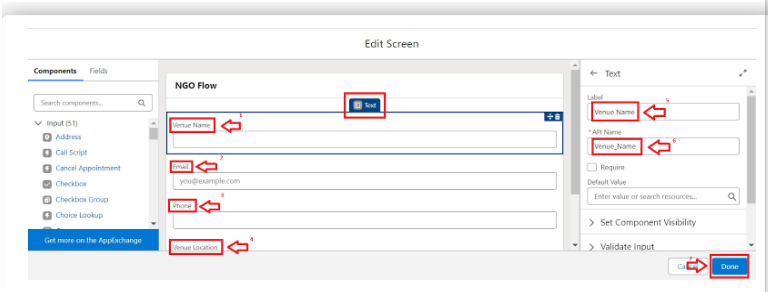 Edit Screen
Components Fields
Search components...
Input (51)
Address
Call Script
Cancel Appointment
Checkbox
Checkbox Group
Choice Lookup
Get more on the AppExchange
NGO Flow
Text
Venue Name 1
Email 2
you@example.com
Phone 3
Venue Location 4
Text
Label
Venue Name 5
*API Name
Venue_Name 6
Require
Default Value
Enter value or search resources...
Set Component Visibility
Validate Input
Done